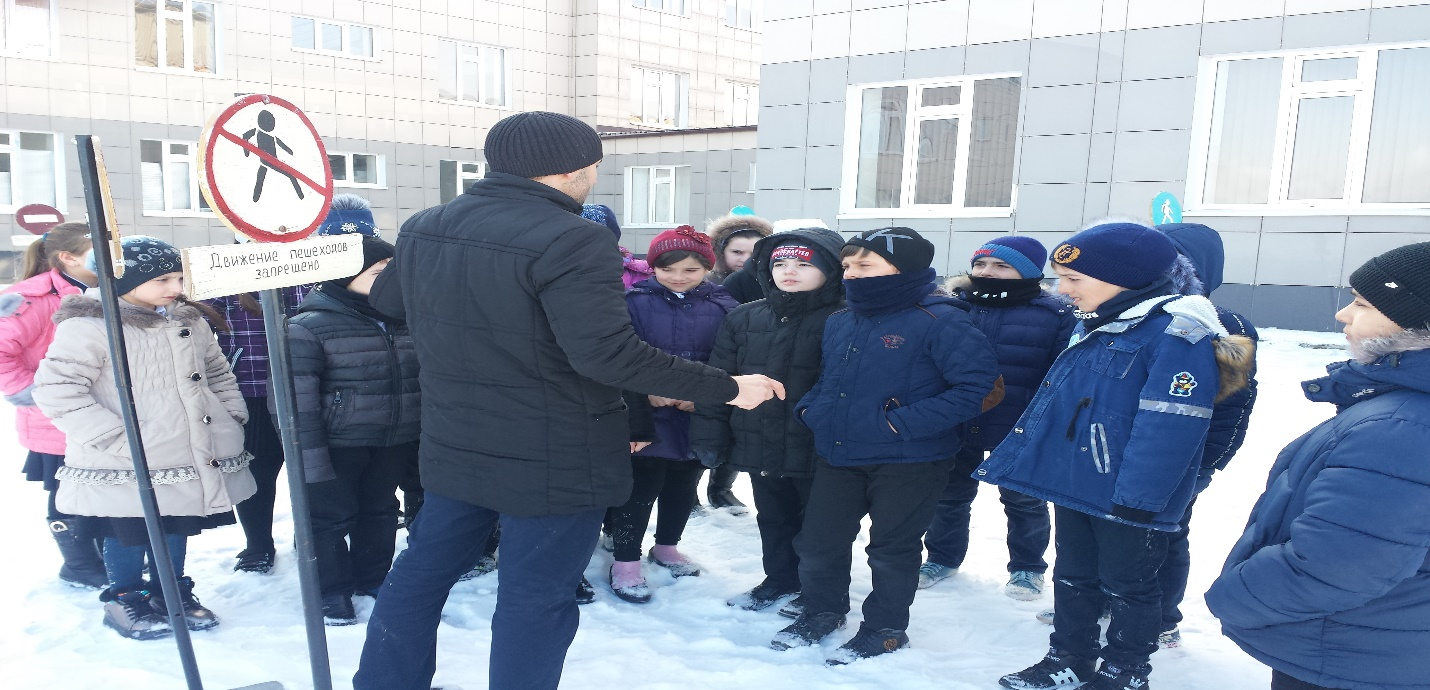 Движение пешеходов
запрещено